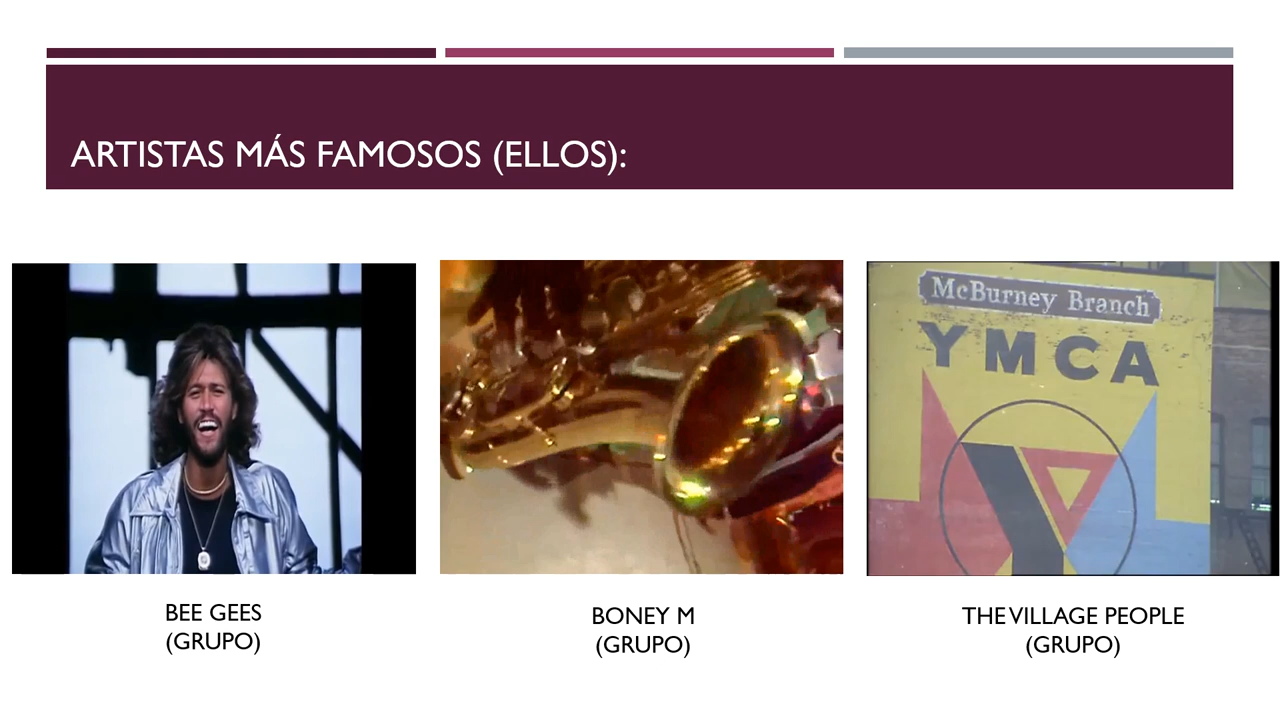 ARTISTAS MÁS FAMOSOS (ELLOS):
McBurney Branch
YMCA
BEE GEES
(GRUPO)
BONEY M
(GRUPO)
THE VILLAGE PEOPLE
(GRUPO)